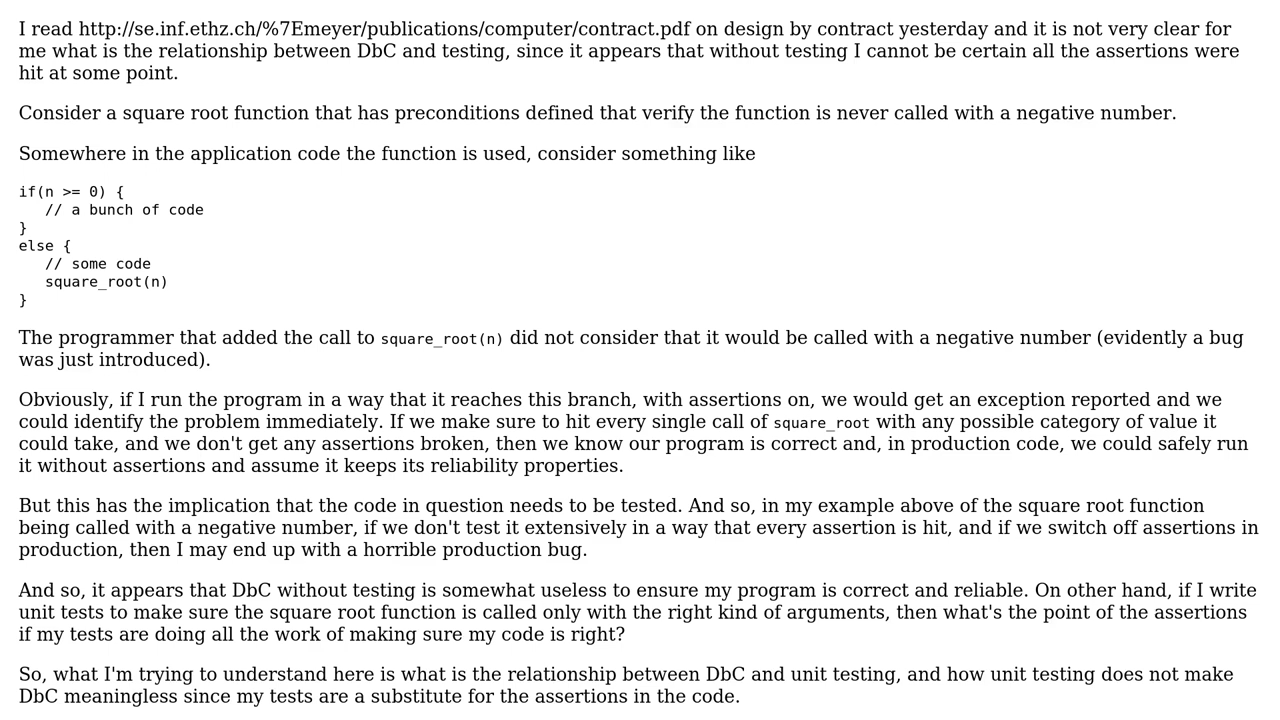 I read http://se.inf.ethz.ch/%7Emeyer/publications/computer/contract.pdf on design by contract yesterday and it is not very clear for
me what is the relationship between DbC and testing, since it appears that without testing I cannot be certain all the assertions were
hit at some point.
Consider a square root function that has preconditions defined that verify the function is never called with a negative number.
Somewhere in the application code the function is used, consider something like
if(n >= 0) {
   // a bunch of code
}
else {
   // some code
   square_root(n)
}
The programmer that added the call to square_root(n) did not consider that it would be called with a negative number (evidently a bug
was just introduced).
Obviously, if I run the program in a way that it reaches this branch, with assertions on, we would get an exception reported and we
could identify the problem immediately. If we make sure to hit every single call of square_root with any possible category of value it
could take, and we don't get any assertions broken, then we know our program is correct and, in production code, we could safely run
it without assertions and assume it keeps its reliability properties.
But this has the implication that the code in question needs to be tested. And so, in my example above of the square root function
being called with a negative number, if we don't test it extensively in a way that every assertion is hit, and if we switch off assertions in
production, then I may end up with a horrible production bug.
And so, it appears that DbC without testing is somewhat useless to ensure my program is correct and reliable. On other hand, if I write
unit tests to make sure the square root function is called only with the right kind of arguments, then what's the point of the assertions
if my tests are doing all the work of making sure my code is right?
So, what I'm trying to understand here is what is the relationship between DbC and unit testing, and how unit testing does not make
DbC meaningless since my tests are a substitute for the assertions in the code.